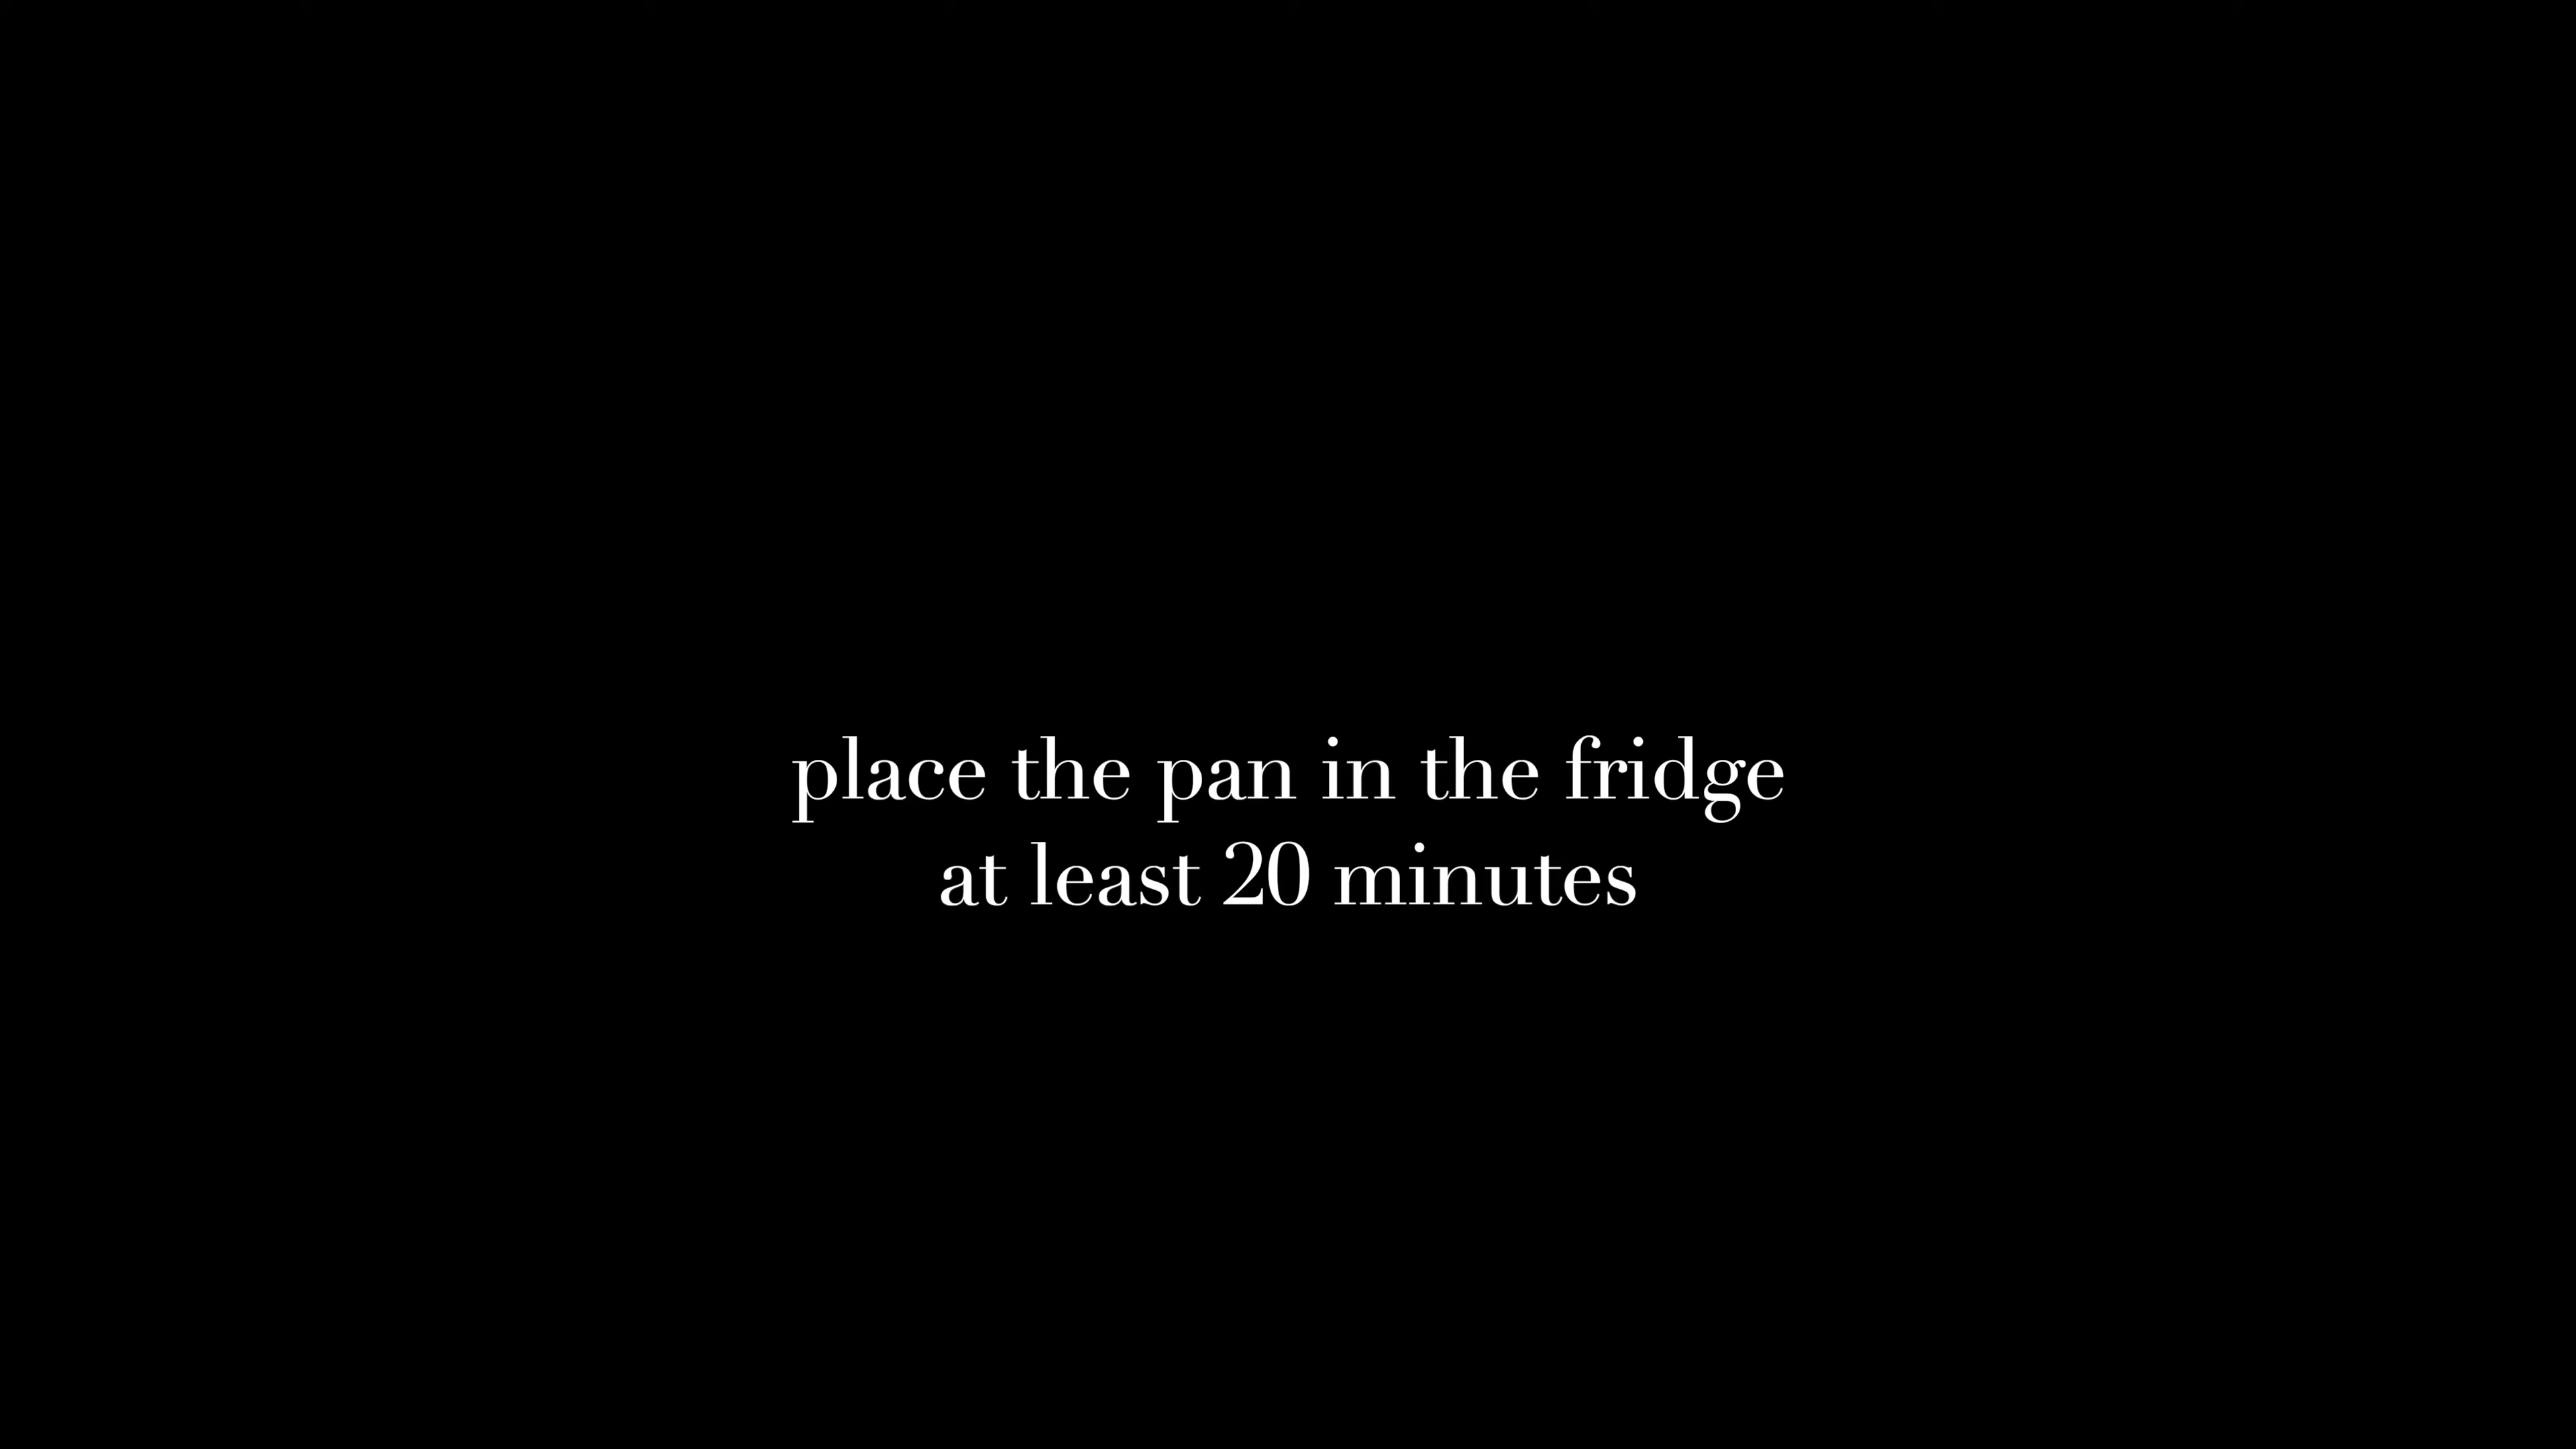 place the pan in the fridge
at least 20 minutes